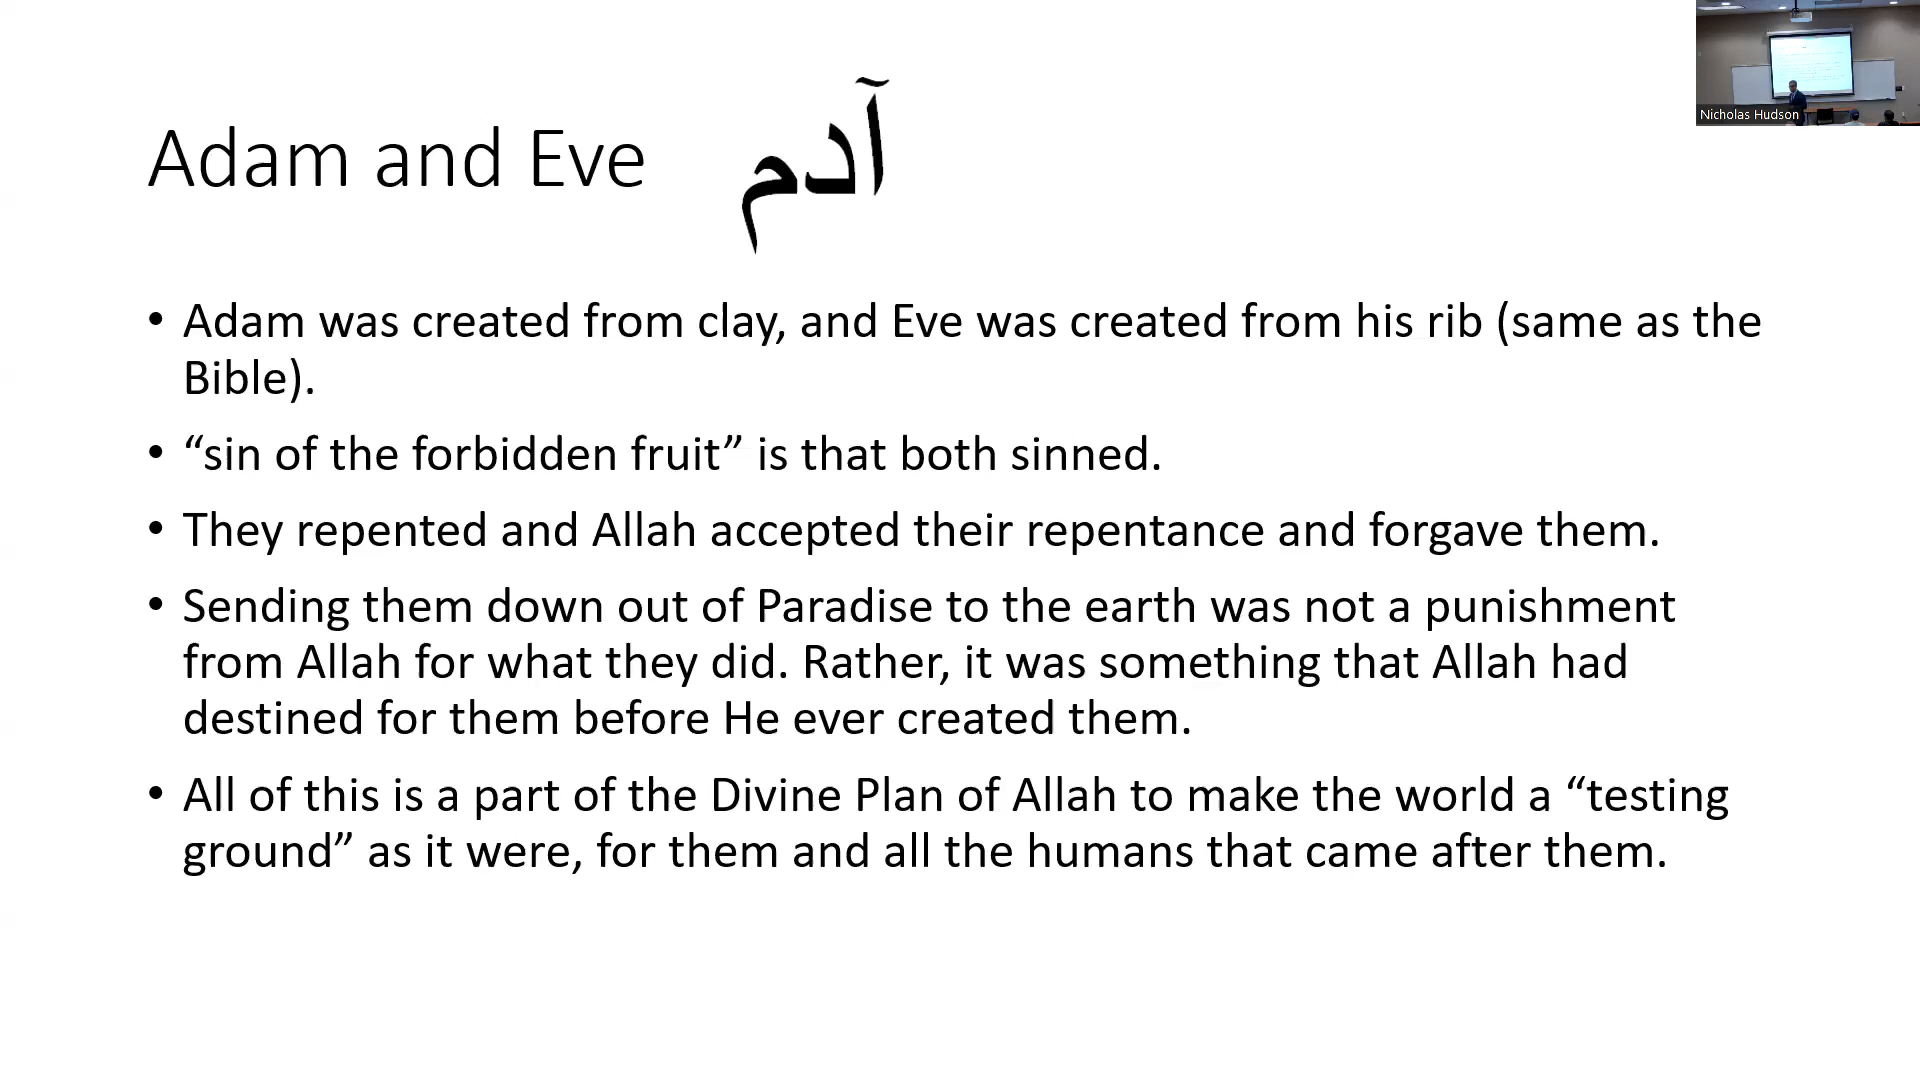 Adam and Eve آدم
Nicholas Hudson
• Adam was created from clay, and Eve was created from his rib (same as the
Bible).
• “sin of the forbidden fruit” is that both sinned.
• They repented and Allah accepted their repentance and forgave them.
• Sending them down out of Paradise to the earth was not a punishment
from Allah for what they did. Rather, it was something that Allah had
destined for them before He ever created them.
• All of this is a part of the Divine Plan of Allah to make the world a “testing
ground” as it were, for them and all the humans that came after them.